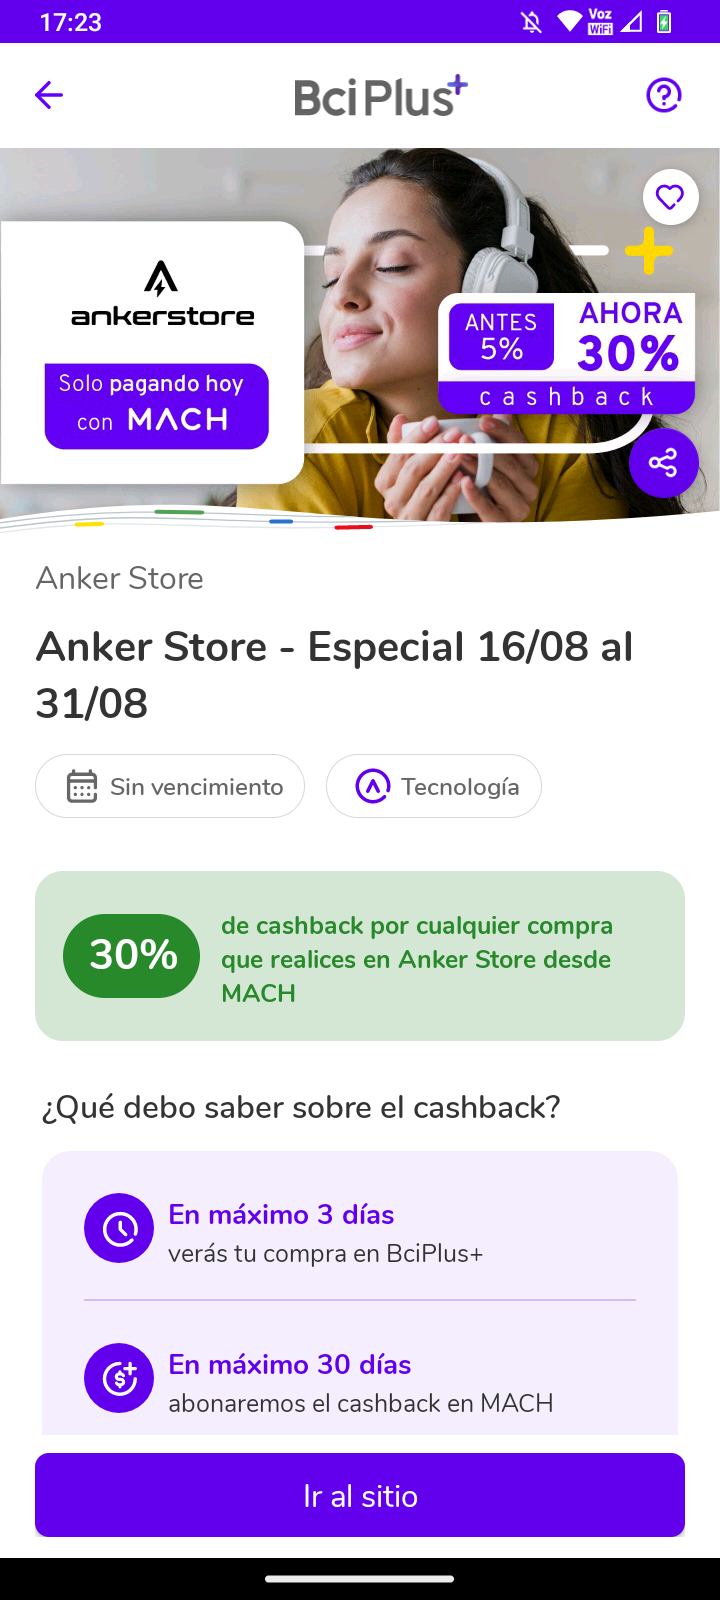 17:23
Voz
WiFi
BciPlus+
ankerstore
Solo pagando hoy
con MACH
ANTES
5%
AHORA
30%
cashback
Anker Store
Anker Store - Especial 16/08 al
31/08
Sin vencimiento
Tecnología
30%
de cashback por cualquier compra
que realices en Anker Store desde
MACH
¿Qué debo saber sobre el cashback?
En máximo 3 días
verás tu compra en BciPlus+
En máximo 30 días
abonaremos el cashback en MACH
Ir al sitio